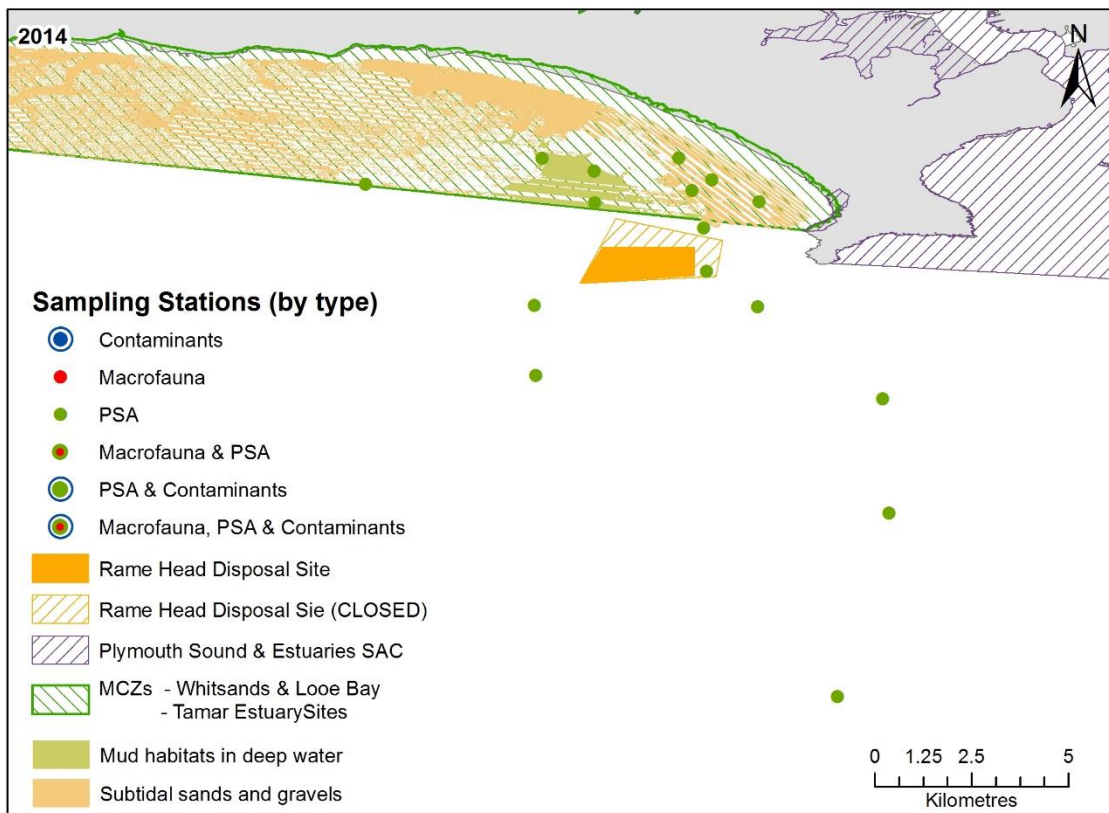 2014
N
Sampling Stations (by type)
Contaminants
Macrofauna
PSA
Macrofauna & PSA
PSA & Contaminants
Macrofauna, PSA & Contaminants
Rame Head Disposal Site
Rame Head Disposal Sie (CLOSED)
Plymouth Sound & Estuaries SAC
MCZs - Whitsands & Looe Bay
- Tamar EstuarySites
Mud habitats in deep water
Subtidal sands and gravels
0 1.25 2.5 5
Kilometres